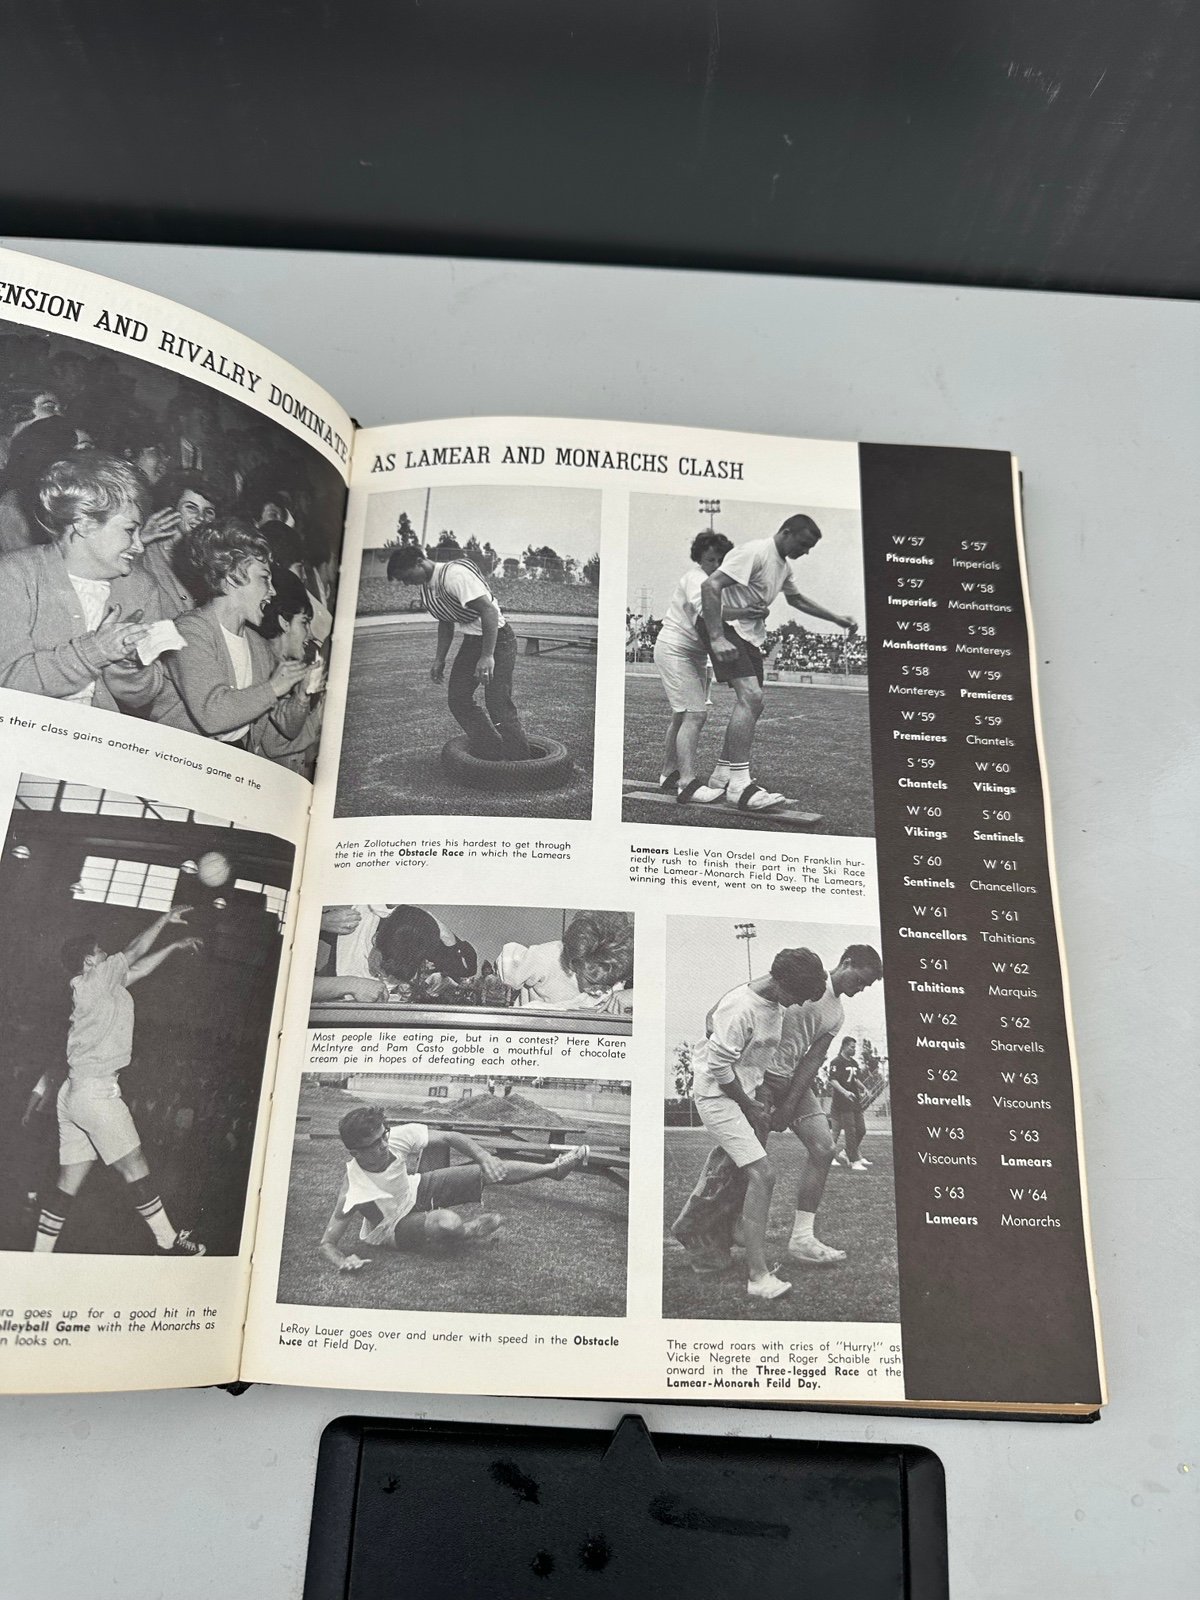 ENSION AND RIVALRY DOMINATE
s their class gains another victorious game at the
ra goes up for a good hit in the
lleyball Game with the Monarchs as
n looks on.
AS LAMEAR AND MONARCHS CLASH
Arlen Zollotuchen tries his hardest to get through
the tie in the Obstacle Race in which the Lamears
won another victory.
Lamears Leslie Van Orsdel and Don Franklin hur-
riedly rush to finish their part in the Ski Race
at the Lamear-Monarch Field Day. The Lamears,
winning this event, went on to sweep the contest.
Most people like eating pie, but in a contest? Here Karen
McIntyre and Pam Casto gobble a mouthful of chocolate
cream pie in hopes of defeating each other.
LeRoy Lauer goes over and under with speed in the Obstacle
Race at Field Day.
75
The crowd roars with cries of "Hurry!" as
Vickie Negrete and Roger Schaible rush
onward in the Three-legged Race at the
Lamear-Monarch Feild Day.
W '57 S '57
Pharaohs Imperials
S '57 W '58
Imperials Manhattans
W '58 S '58
Manhattans Montereys
S '58 W '59
Montereys Premieres
W '59 S '59
Premieres Chantels
S '59 W '60
Chantels Vikings
W '60 S '60
Vikings Sentinels
S' 60 W '61
Sentinels Chancellors
W '61 S '61
Chancellors Tahitians
S '61 W '62
Tahitians Marquis
W '62 S '62
Marquis Sharvells
S '62 W '63
Sharvells Viscounts
W '63 S '63
Viscounts Lamears
S '63 W '64
Lamears Monarchs